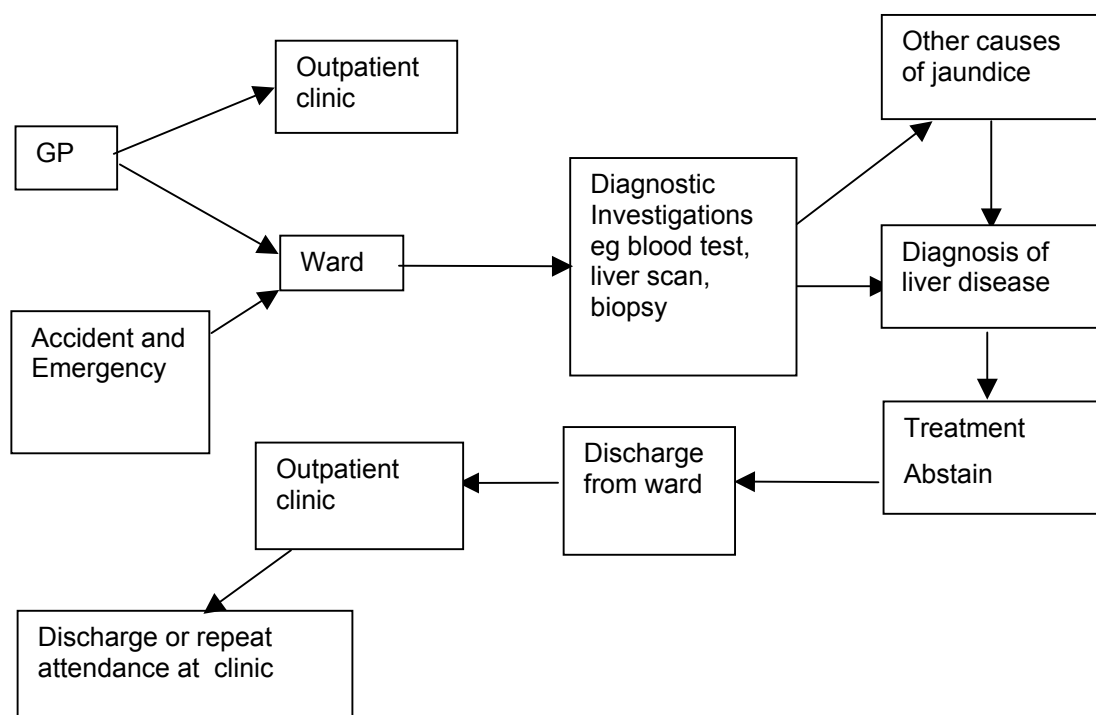 Other causes
of jaundice
Outpatient
clinic
GP
Diagnostic
Investigations
eg blood test,
liver scan,
biopsy
Ward
Diagnosis of
liver disease
Accident and
Emergency
Treatment
Abstain
Discharge
from ward
Outpatient
clinic
Discharge or repeat
attendance at  clinic